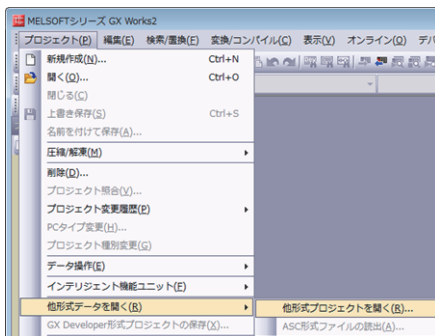 MELSOFTシリーズ GX Works2
プロジェクト(P) 編集(E) 検索/置換(F) 変換/コンパイル(C) 表示(V) オンライン(O) デバ
新規作成(N)... Ctrl+N
開く(O)... Ctrl+O
閉じる(C)
上書き保存(S) Ctrl+S
名前を付けて保存(A)...
圧縮/解凍(M)
削除(D)...
プロジェクト照合(V)...
プロジェクト変更履歴(P)
PCタイプ変更(H)...
プロジェクト種別変更(G)
データ操作(E)
インテリジェント機能ユニット(F)
他形式データを開く(R) 他形式プロジェクトを開く(R)...
GX Developer形式プロジェクトの保存(X)... ASC形式ファイルの読出(A)...